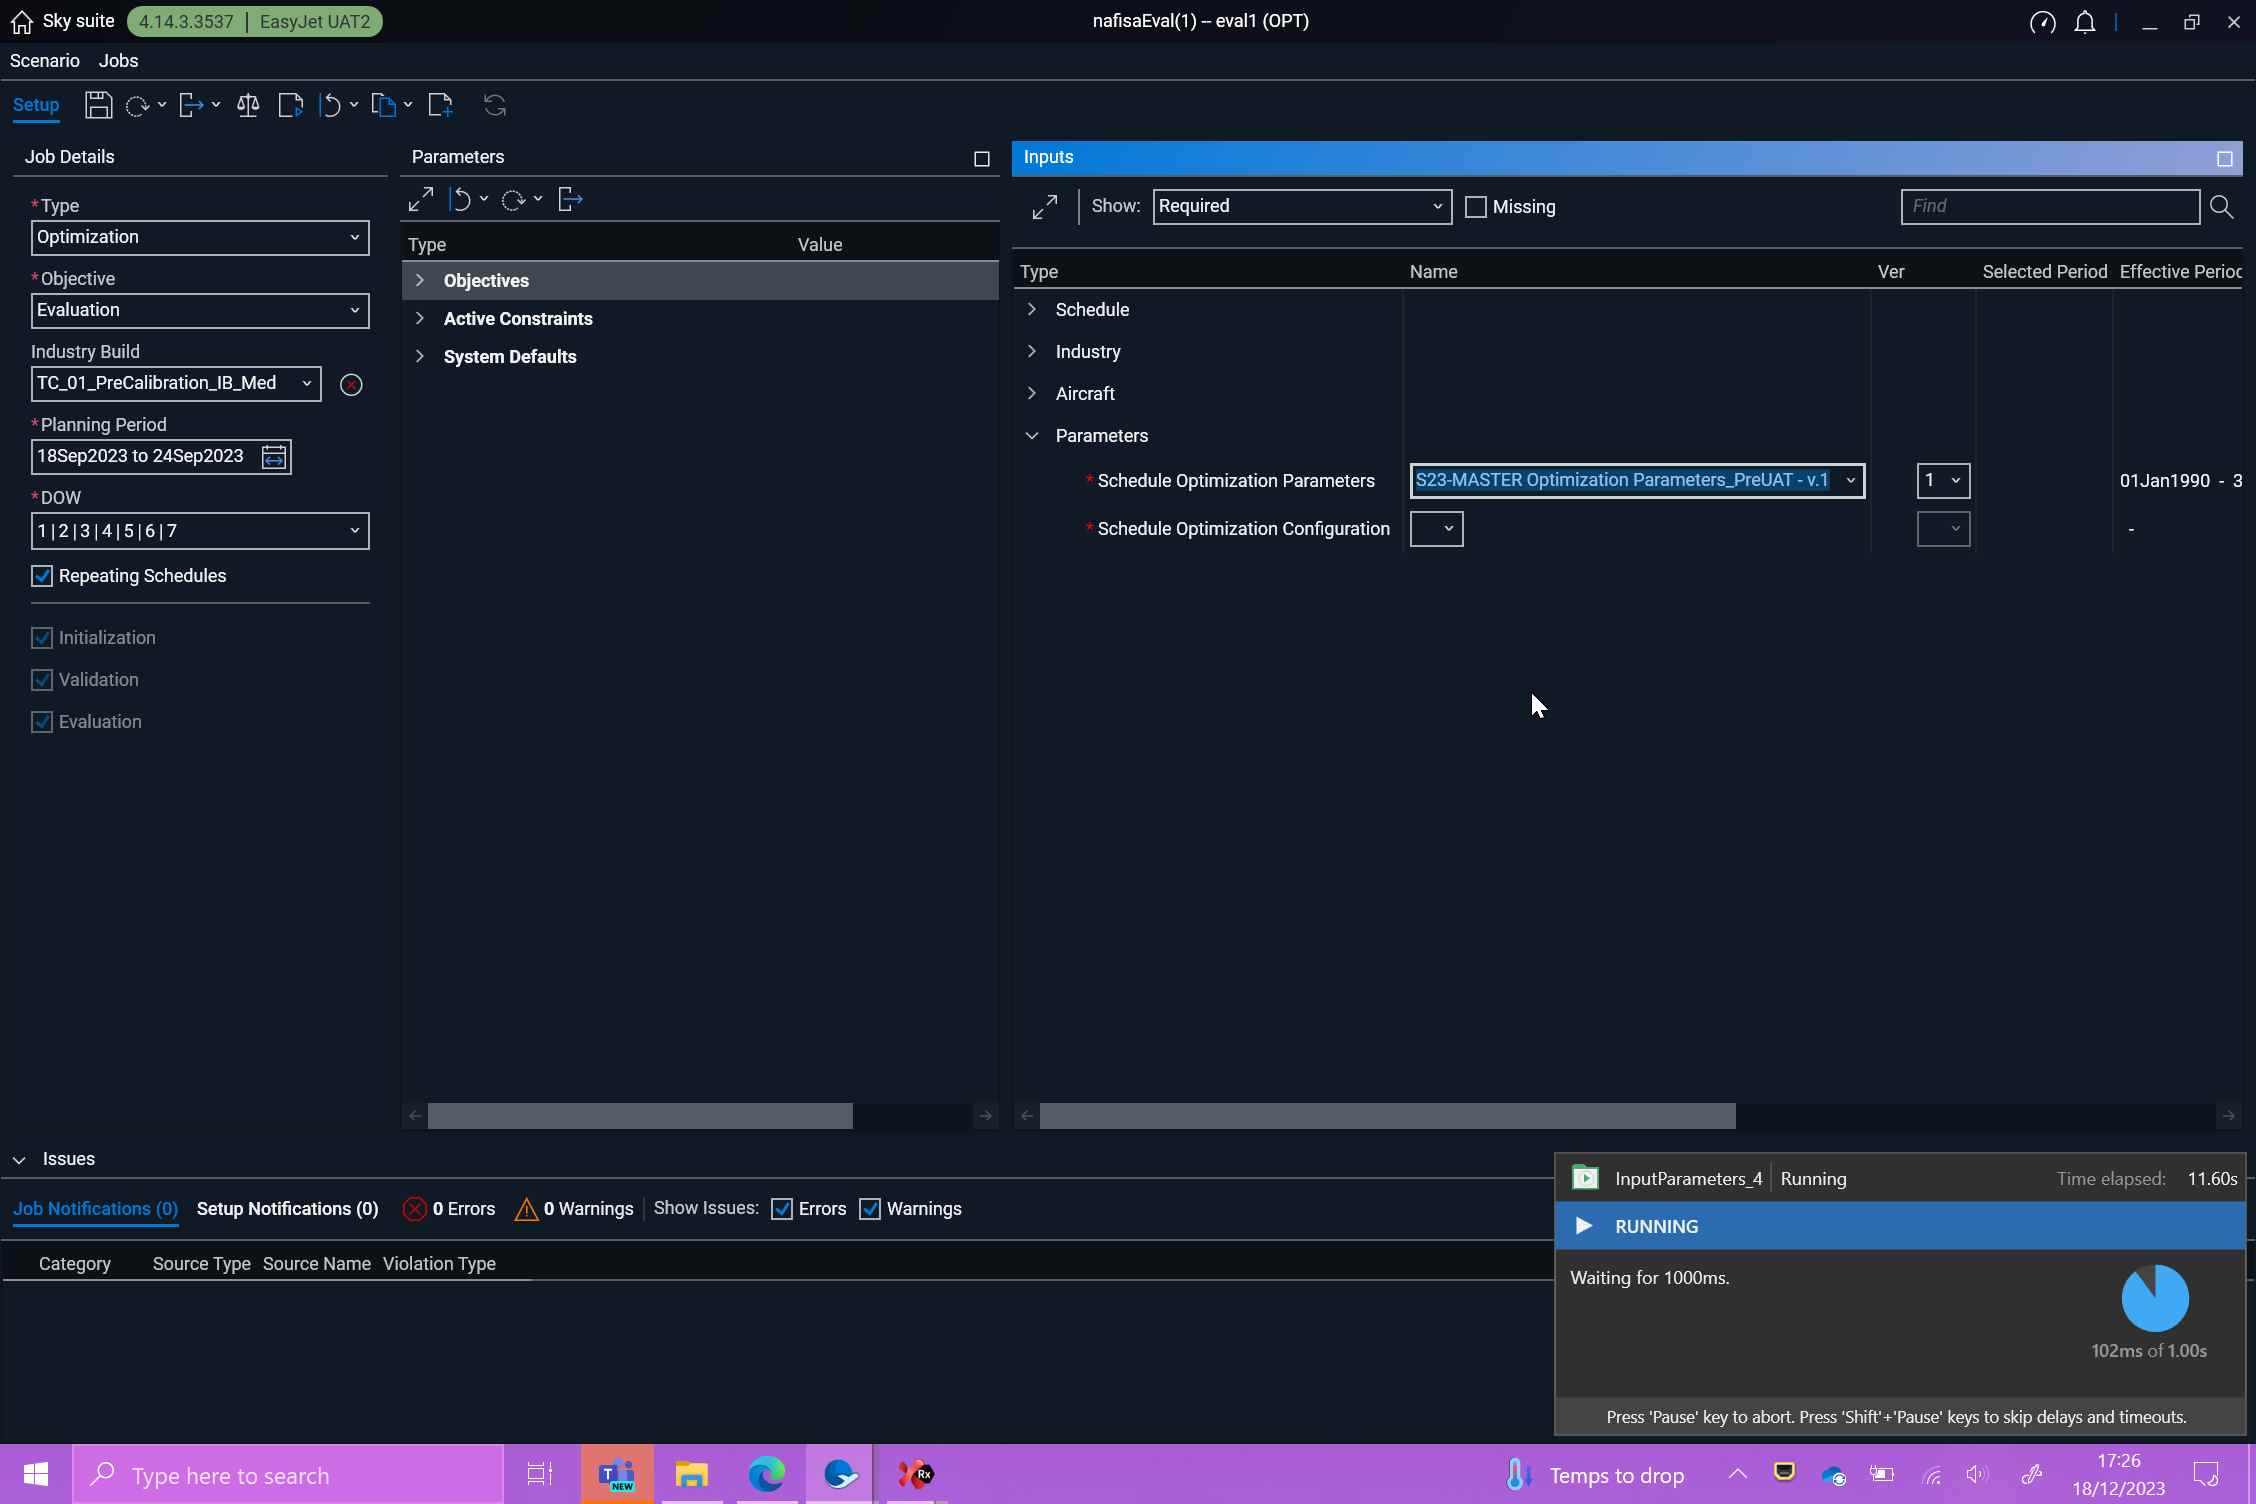 Sky suite 4.14.3.3537 | EasyJet UAT2
nafisaEval(1) -- eval1 (OPT)
Scenario Jobs
Setup
Job Details
*Type
Optimization
*Objective
Evaluation
Industry Build
TC_01_PreCalibration_IB_Med
*Planning Period
18Sep2023 to 24Sep2023
*DOW
1|2|3|4|5|6|7
Repeating Schedules
Initialization
Validation
Evaluation
Parameters
Type Value
Objectives
Active Constraints
System Defaults
Inputs
Show: Required Missing Find
Type Name Ver Selected Period Effective Perioc
Schedule
Industry
Aircraft
Parameters
* Schedule Optimization Parameters S23-MASTER Optimization Parameters_PreUAT - v.1 1 01Jan1990 - 3
* Schedule Optimization Configuration -
Issues
Job Notifications (0) Setup Notifications (0) 0 Errors 0 Warnings Show Issues: Errors Warnings
Category Source Type Source Name Violation Type
InputParameters_4 Running Time elapsed: 11.60s
RUNNING
Waiting for 1000ms.
102ms of 1.00s
Press 'Pause' key to abort. Press 'Shift'+'Pause' keys to skip delays and timeouts.
Type here to search
T
NEW
Rx
Temps to drop
17:26
18/12/2023